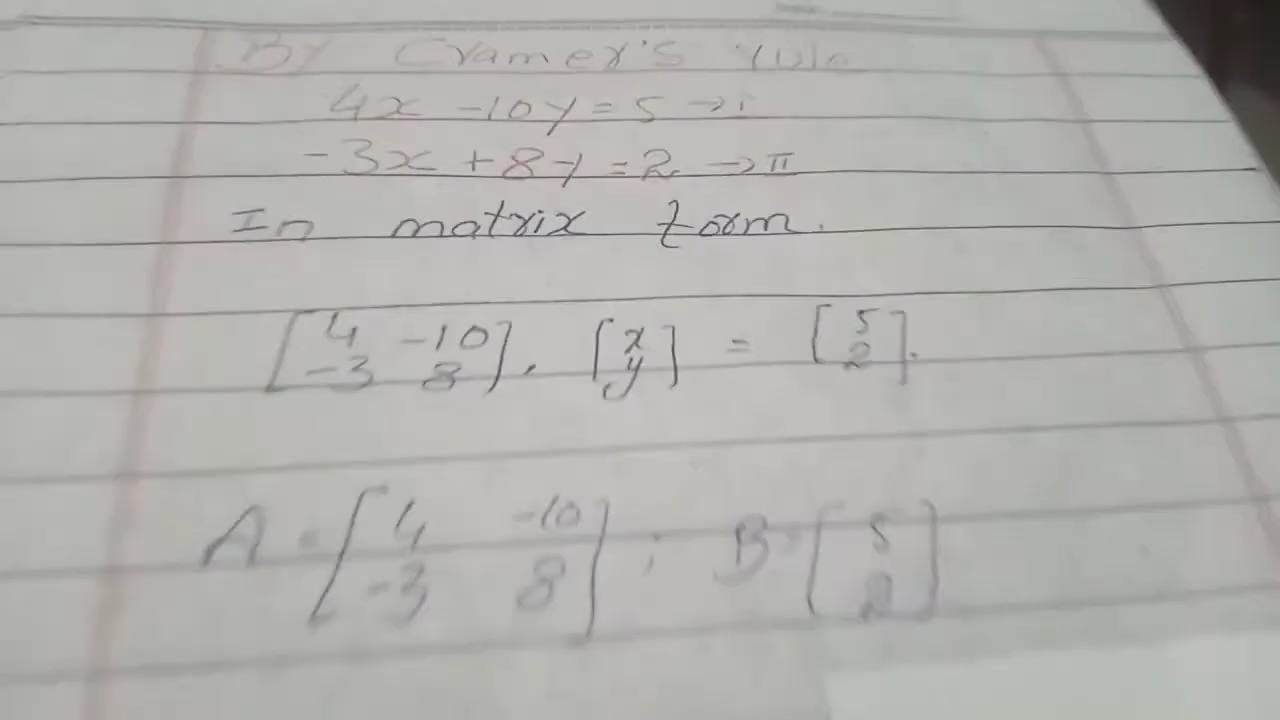 By Cramer's rule
4x - 10y = 5 → i
-3x + 8y = 2 → ii
In matrix form.
[4 -10
-3 8] . [x
y] = [5
2].
A = [4 -10
-3 8] ; B = [5
2]